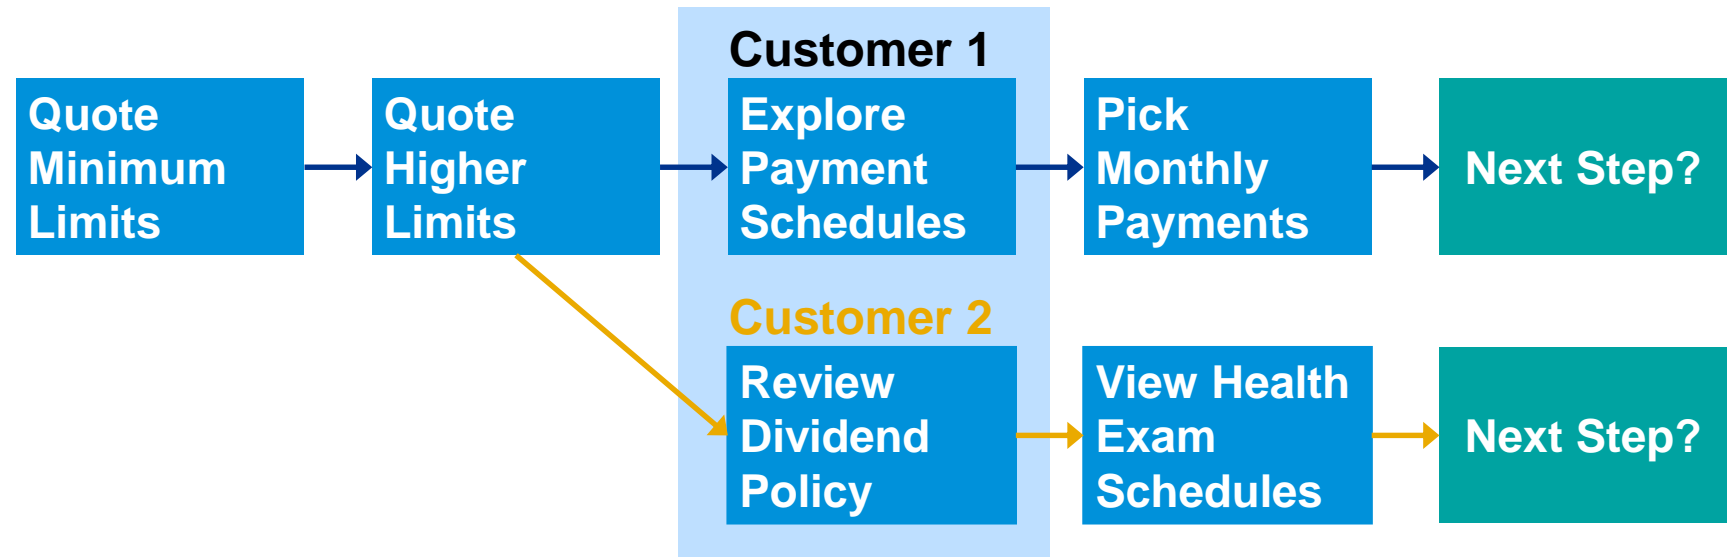 Customer 1
Quote
Minimum
Limits
Quote
Higher
Limits
Explore
Payment
Schedules
Pick
Monthly
Payments
Next Step?
Customer 2
Review
Dividend
Policy
View Health
Exam
Schedules
Next Step?